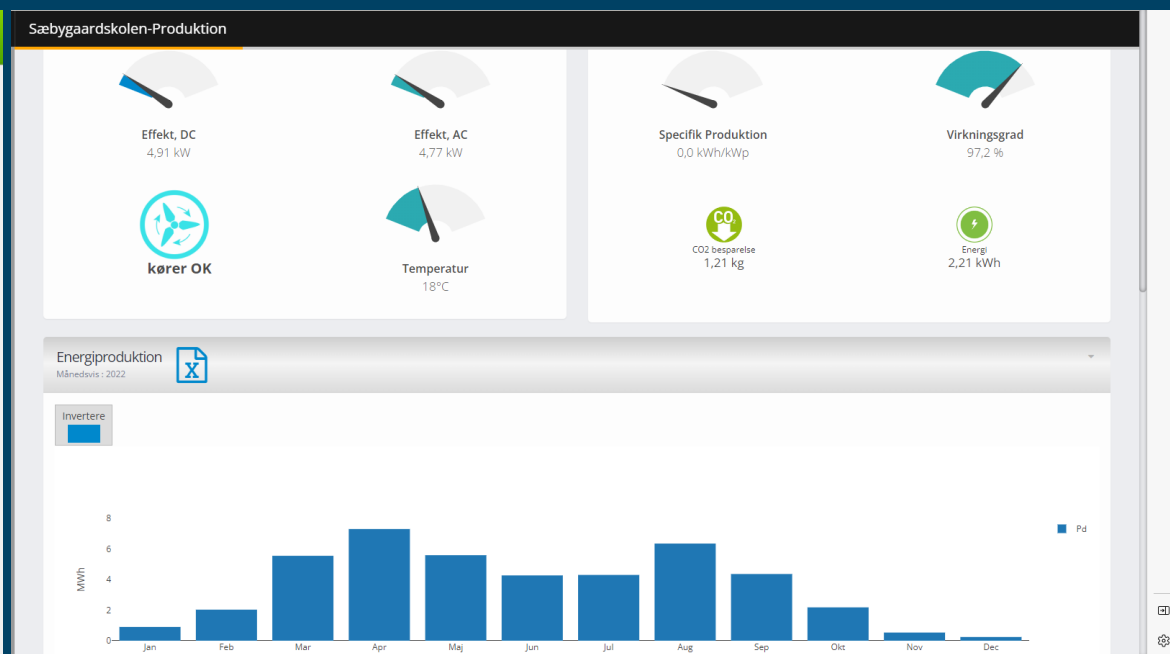 Sæbygaardskolen-Produktion
Effekt, DC
4,91 kW
Effekt, AC
4,77 kW
Specifik Produktion
0,0 kWh/kWp
Virkningsgrad
97,2 %
kører OK
Temperatur
18°C
CO2
CO2 besparelse
1,21 kg
Energi
2,21 kWh
Energiproduktion
Månedsvis : 2022
X
Invertere
8
6
4
2
0
MWh
Pd
Jan Feb Mar Apr Maj Jun Jul Aug Sep Okt Nov Dec